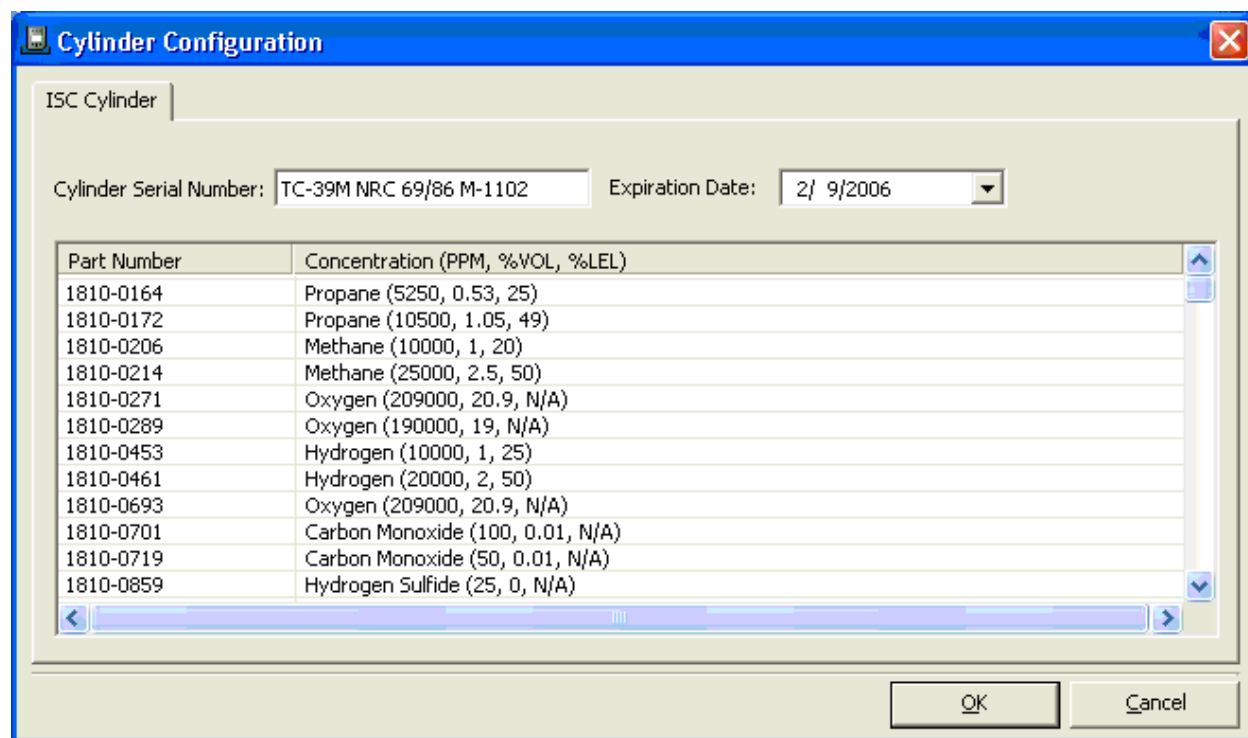 Cylinder Configuration
ISC Cylinder
Cylinder Serial Number: TC-39M NRC 69/86 M-1102 Expiration Date: 2/ 9/2006
Part Number Concentration (PPM, %VOL, %LEL)
1810-0164 Propane (5250, 0.53, 25)
1810-0172 Propane (10500, 1.05, 49)
1810-0206 Methane (10000, 1, 20)
1810-0214 Methane (25000, 2.5, 50)
1810-0271 Oxygen (209000, 20.9, N/A)
1810-0289 Oxygen (190000, 19, N/A)
1810-0453 Hydrogen (10000, 1, 25)
1810-0461 Hydrogen (20000, 2, 50)
1810-0693 Oxygen (209000, 20.9, N/A)
1810-0701 Carbon Monoxide (100, 0.01, N/A)
1810-0719 Carbon Monoxide (50, 0.01, N/A)
1810-0859 Hydrogen Sulfide (25, 0, N/A)
OK Cancel